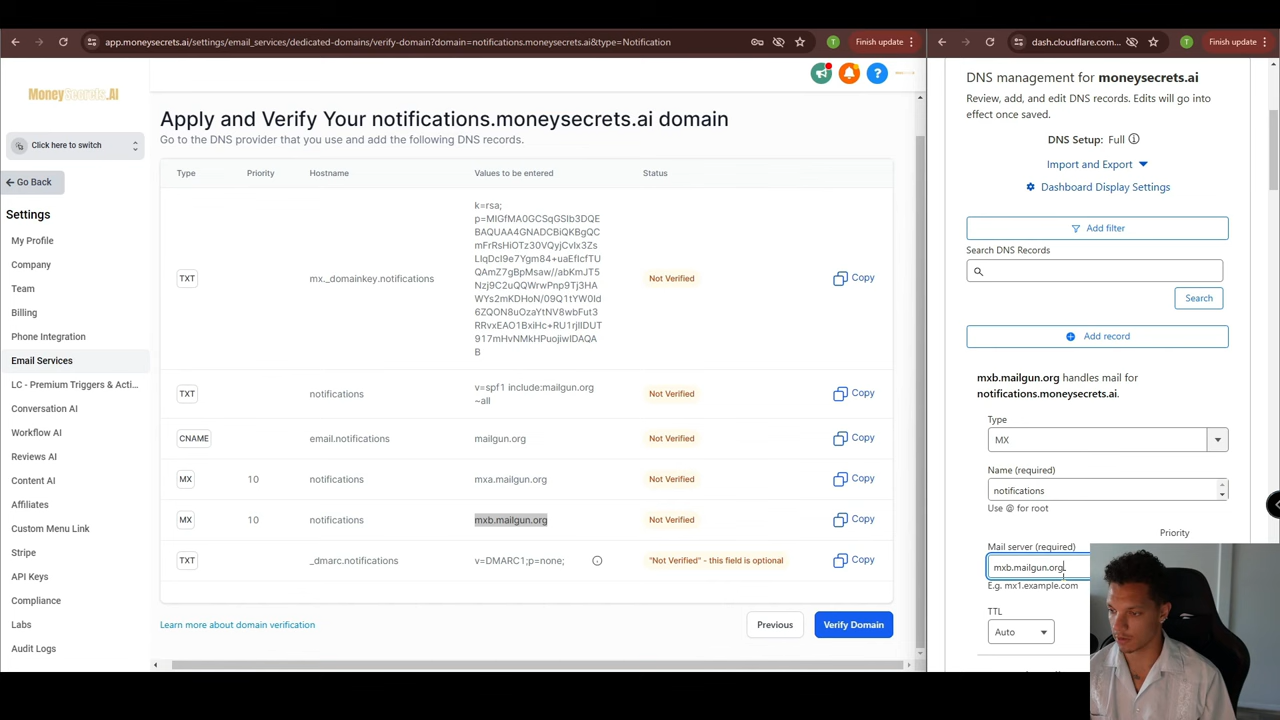 app.moneysecrets.ai/settings/email_services/dedicated-domains/verify-domain?domain=notifications.moneysecrets.ai&type=Notification
T
Finish update
dash.cloudflare.com...
T
Finish update
MoneySecrets.AI
Click here to switch
Go Back
Settings
My Profile
Company
Team
Billing
Phone Integration
Email Services
LC - Premium Triggers & Acti...
Conversation AI
Workflow AI
Reviews AI
Content AI
Affiliates
Custom Menu Link
Stripe
API Keys
Compliance
Labs
Audit Logs
Apply and Verify Your notifications.moneysecrets.ai domain
Go to the DNS provider that you use and add the following DNS records.
Type Priority Hostname Values to be entered Status
k=rsa;
p=MIGfMA0GCSqGSIb3DQE
BAQUAA4GNADCBiQKBgQC
mFrRsHiOTz30VQyjCvIx3Zs
LIqDcI9e7Ygm84+uaEfIcfTU
QAmZ7gBpMsaw//abKmJT5
Nzj9C2uQQWrwPnp9Tj3HA
WYs2mKDHoN/09Q1tYW0Id
6ZQON8uOzaYtNV8wbFut3
RRvxEAO1BxiHc+RU1rjIIDUT
917mHvNMkHPuojiwIDAQA
B
TXT mx._domainkey.notifications Not Verified Copy
TXT notifications v=spf1 include:mailgun.org
~all
Not Verified Copy
CNAME email.notifications mailgun.org Not Verified Copy
MX 10 notifications mxa.mailgun.org Not Verified Copy
MX 10 notifications mxb.mailgun.org Not Verified Copy
TXT _dmarc.notifications v=DMARC1;p=none; "Not Verified" - this field is optional Copy
Learn more about domain verification
Previous
Verify Domain
DNS management for moneysecrets.ai
Review, add, and edit DNS records. Edits will go into
effect once saved.
DNS Setup: Full
Import and Export
Dashboard Display Settings
Add filter
Search DNS Records
Search
Add record
mxb.mailgun.org handles mail for
notifications.moneysecrets.ai.
Type
MX
Name (required)
notifications
Use @ for root
Priority
Mail server (required)
mxb.mailgun.org
E.g. mx1.example.com
TTL
Auto